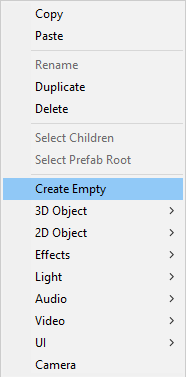 Copy
Paste
Rename
Duplicate
Delete
Select Children
Select Prefab Root
Create Empty
3D Object
2D Object
Effects
Light
Audio
Video
UI
Camera